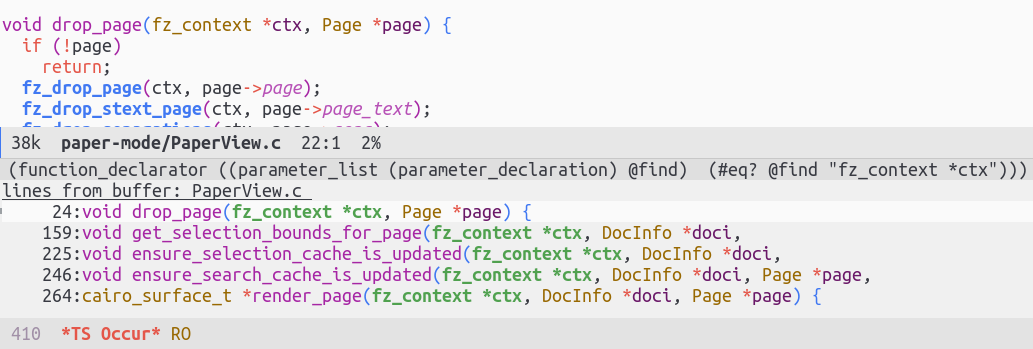 void drop_page(fz_context *ctx, Page *page) {
  if (!page)
    return;
  fz_drop_page(ctx, page->page);
  fz_drop_stext_page(ctx, page->page_text);
38k  paper-mode/PaperView.c  22:1  2%
(function_declarator ((parameter_list (parameter_declaration) @find)  (#eq? @find "fz_context *ctx")))
lines from buffer: PaperView.c
     24:void drop_page(fz_context *ctx, Page *page) {
    159:void get_selection_bounds_for_page(fz_context *ctx, DocInfo *doci,
    225:void ensure_selection_cache_is_updated(fz_context *ctx, DocInfo *doci,
    246:void ensure_search_cache_is_updated(fz_context *ctx, DocInfo *doci, Page *page,
    264:cairo_surface_t *render_page(fz_context *ctx, DocInfo *doci, Page *page) {
410  *TS Occur* RO